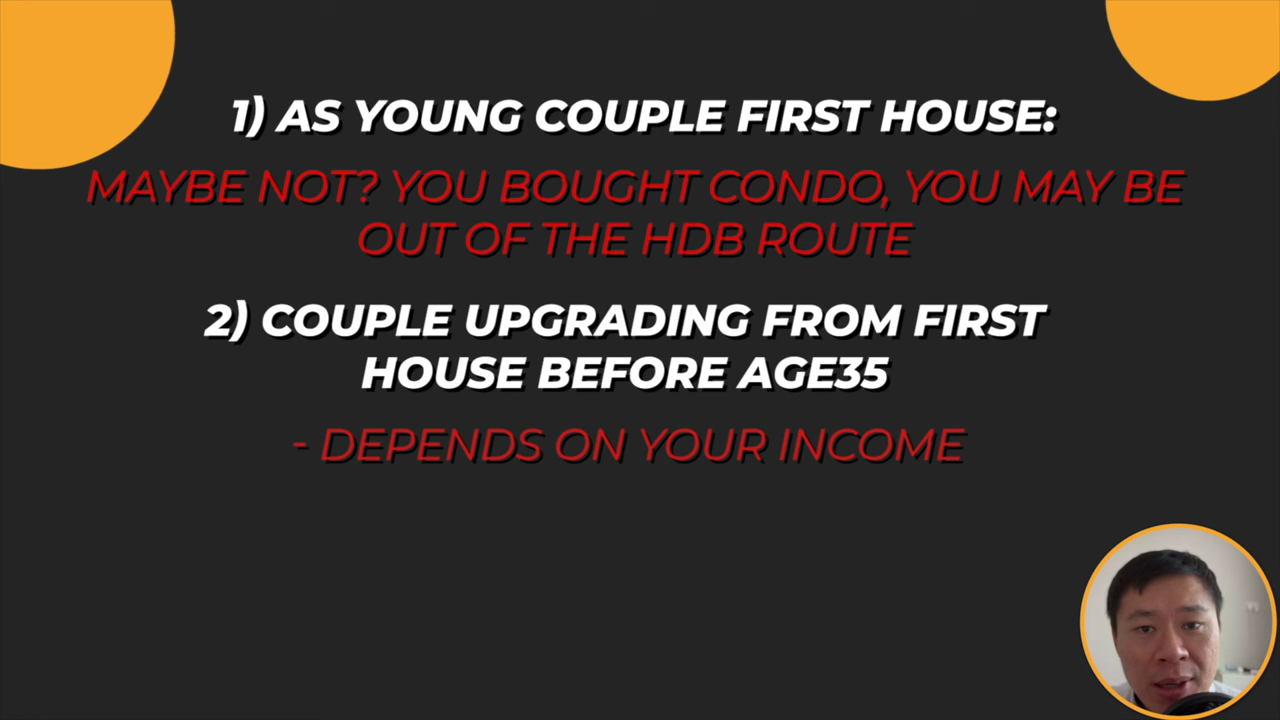 1) AS YOUNG COUPLE FIRST HOUSE:
MAYBE NOT? YOU BOUGHT CONDO, YOU MAY BE
OUT OF THE HDB ROUTE
2) COUPLE UPGRADING FROM FIRST
HOUSE BEFORE AGE35
- DEPENDS ON YOUR INCOME